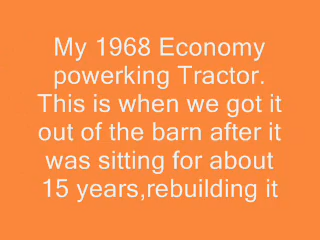 My 1968 Economy
powerking Tractor.
This is when we got it
out of the barn after it
was sitting for about
15 years,rebuilding it